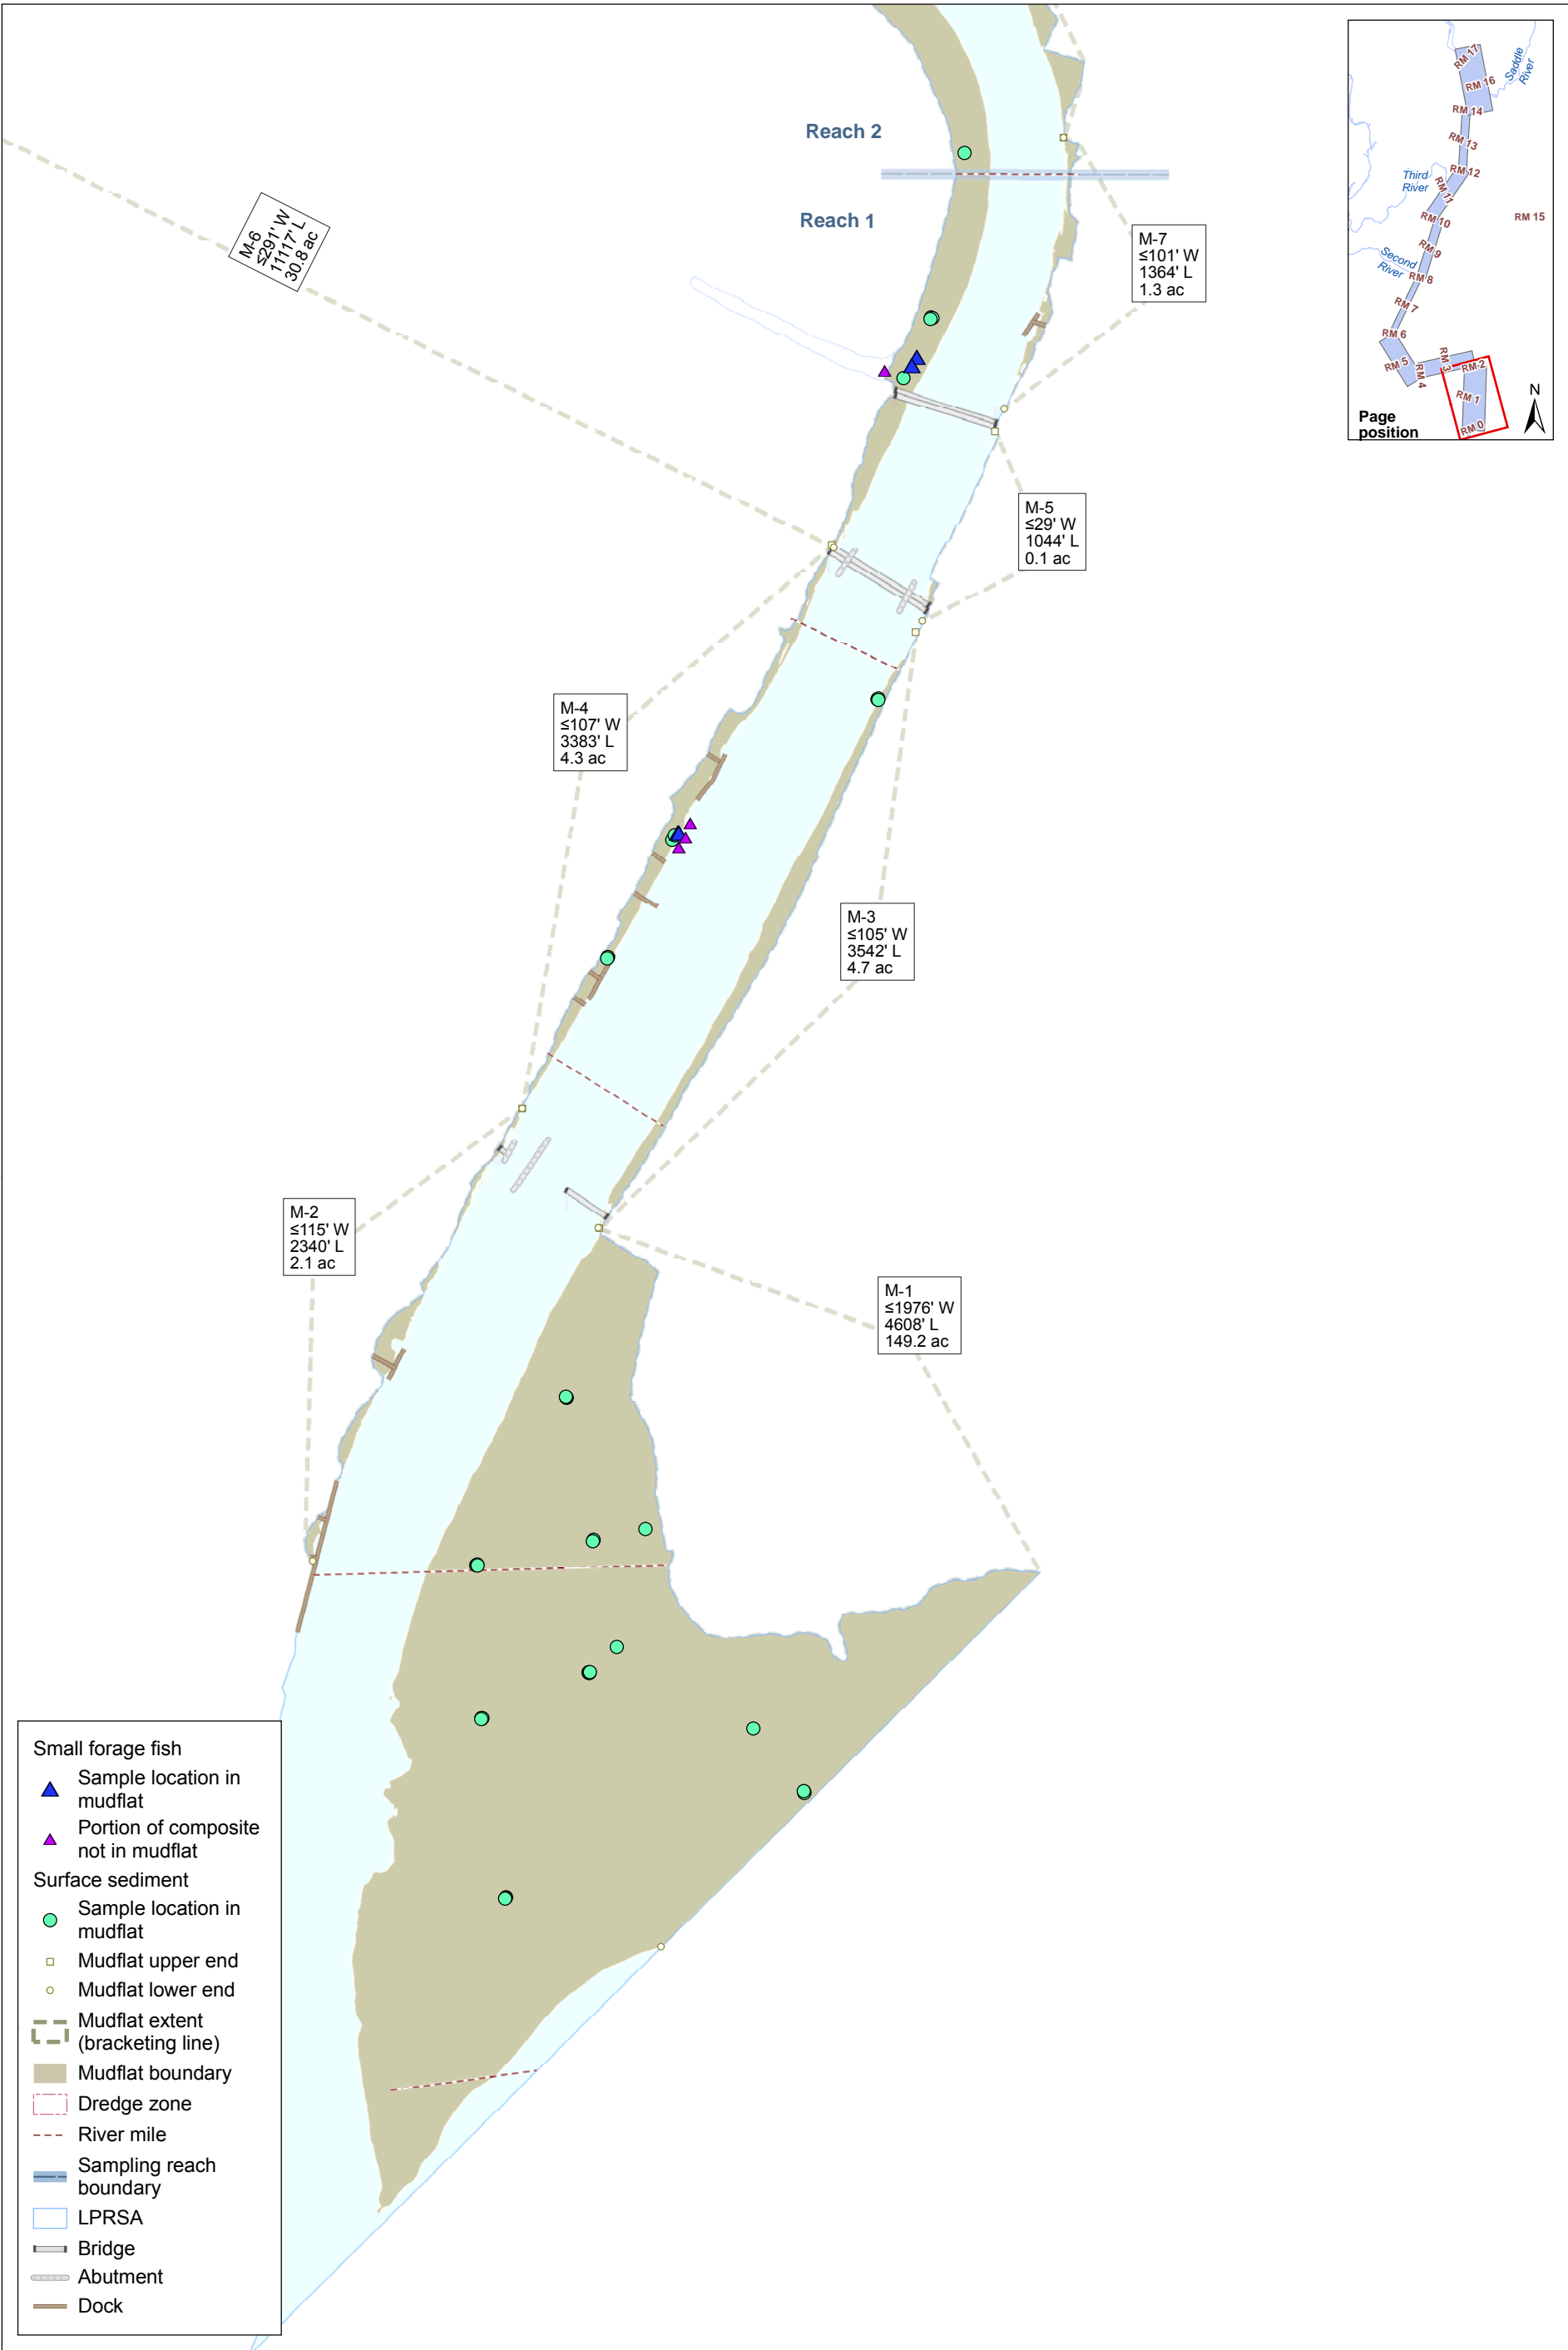 Reach 2
Reach 1
M-6
≤291' W
11117' L
30.8 ac
M-7
≤101' W
1364' L
1.3 ac
M-5
≤29' W
1044' L
0.1 ac
M-4
≤107' W
3383' L
4.3 ac
M-3
≤105' W
3542' L
4.7 ac
M-2
≤115' W
2340' L
2.1 ac
M-1
≤1976' W
4608' L
149.2 ac
RM 17
Saddle
River
RM 16
RM 14
RM 13
RM 12
Third
River
RM 11
RM 10
RM 15
RM 9
Second
River
RM 8
RM 7
RM 6
RM 5
RM 4
RM 3
RM 2
RM 1
RM 0
N
Page
position
Small forage fish
Sample location in
mudflat
Portion of composite
not in mudflat
Surface sediment
Sample location in
mudflat
Mudflat upper end
Mudflat lower end
Mudflat extent
(bracketing line)
Mudflat boundary
Dredge zone
River mile
Sampling reach
boundary
LPRSA
Bridge
Abutment
Dock